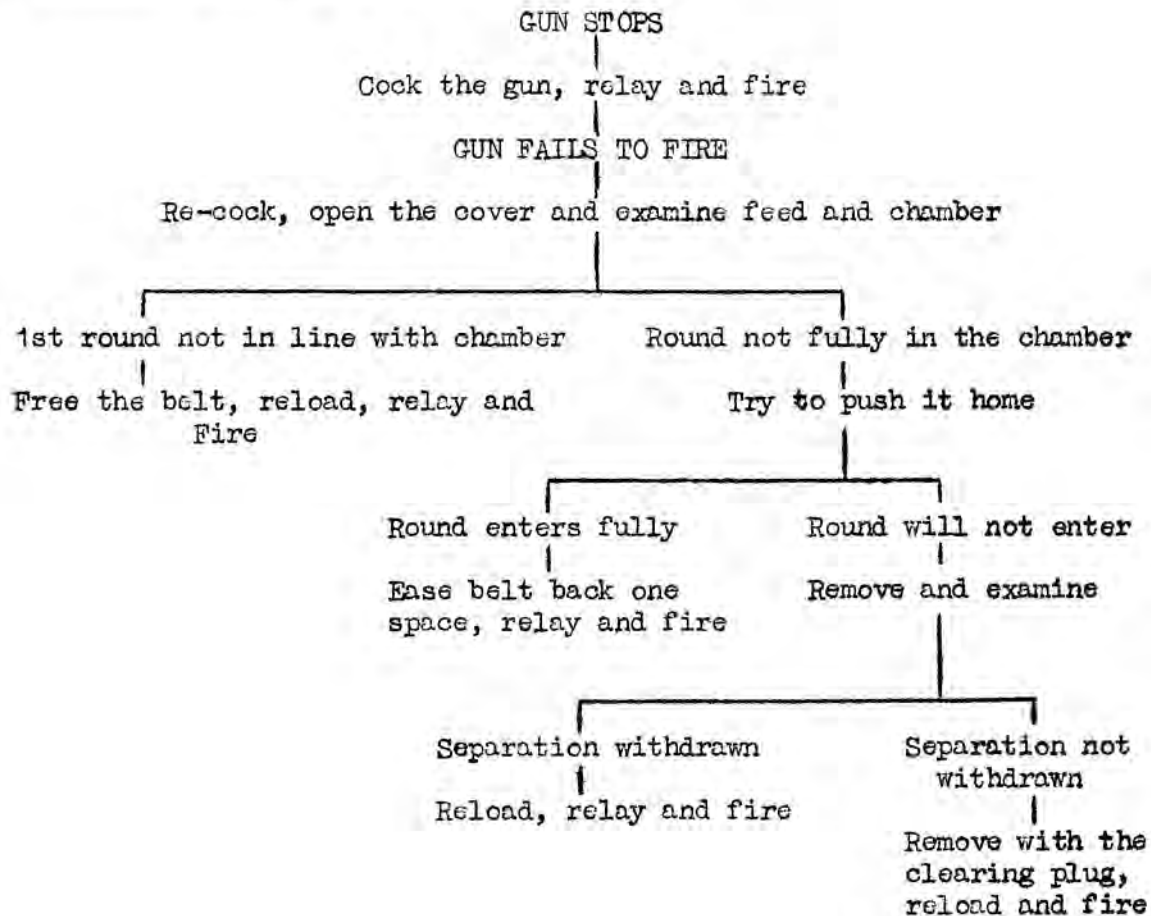 GUN STOPS
Cock the gun, relay and fire
GUN FAILS TO FIRE
Re-cock, open the cover and examine feed and chamber
1st round not in line with chamber
Free the belt, reload, relay and
Fire
Round not fully in the chamber
Try to push it home
Round enters fully
Ease belt back one
space, relay and fire
Round will not enter
Remove and examine
Separation withdrawn
Reload, relay and fire
Separation not
withdrawn
Remove with the
clearing plug,
reload and fire